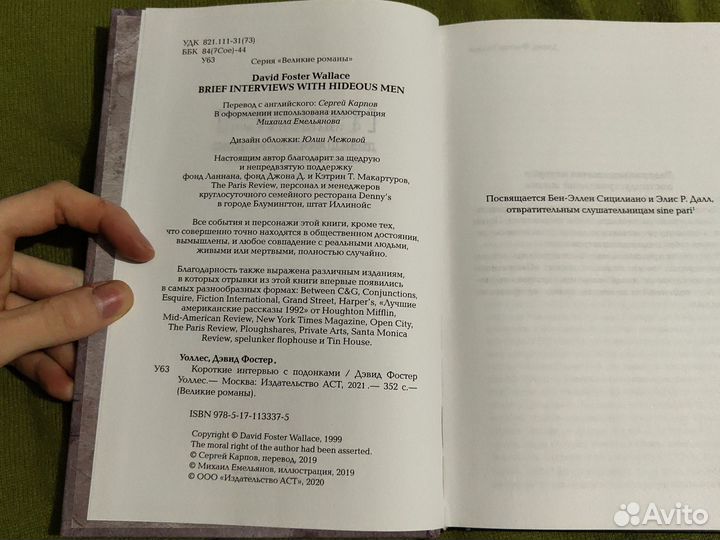 УДК 821.111-31(73)
ББК 84(7Сое)-44
У63
Серия «Великие романы»
David Foster Wallace
BRIEF INTERVIEWS WITH HIDEOUS MEN
Перевод с английского: Сергей Карпов
В оформлении использована иллюстрация
Михаила Емельянова
Дизайн обложки: Юлии Межовой
Настоящим автор благодарит за щедрую
и непредвзятую поддержку
фонд Ланнана, фонд Джона Д. и Кэтрин Т. Макартуров,
The Paris Review, персонал и менеджеров
круглосуточного семейного ресторана Denny's
в городе Блумингтон, штат Иллинойс
Все события и персонажи этой книги, кроме тех,
что совершенно точно находятся в общественном достоянии,
вымышлены, и любое совпадение с реальными людьми,
живыми или мертвыми, полностью случайно.
Благодарность также выражена различным изданиям,
в которых отрывки из этой книги впервые появились
в самых разнообразных формах: Between C&G, Conjunctions,
Esquire, Fiction International, Grand Street, Harper's, «Лучшие
американские рассказы 1992» от Houghton Mifflin,
Mid-American Review, New York Times Magazine, Open City,
The Paris Review, Ploughshares, Private Arts, Santa Monica
Review, spelunker flophouse и Tin House.
Уоллес, Дэвид Фостер.
У63 Короткие интервью с подонками / Дэвид Фостер
Уоллес.— Москва: Издательство АСТ, 2021.— 352 с.—
(Великие романы).
ISBN 978-5-17-113337-5
Copyright © David Foster Wallace, 1999
The moral right of the author had been asserted.
© Сергей Карпов, перевод, 2019
© Михаил Емельянов, иллюстрация, 2019
© ООО «Издательство АСТ», 2020
Посвящается Бен-Эллен Сицилиано и Элис Р. Далл,
отвратительным слушательницам sine pari¹
Avito